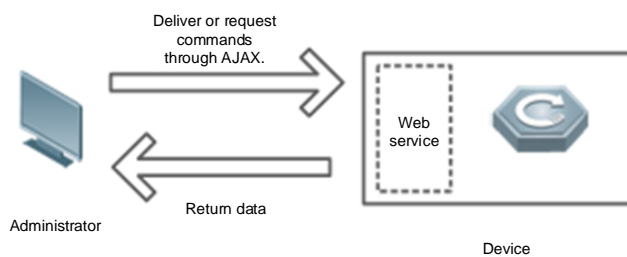 Deliver or request
commands
through AJAX.
Web
service
Return data
Administrator
Device